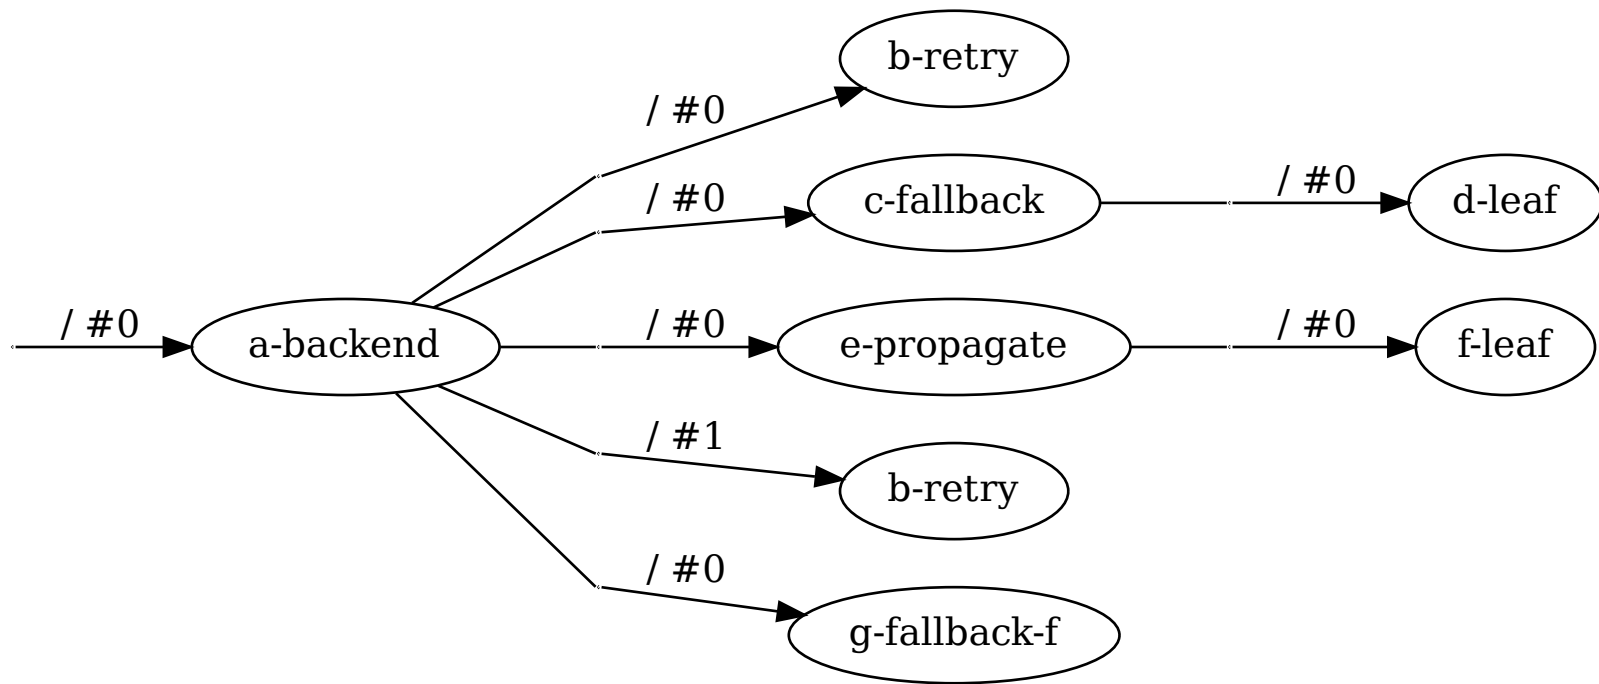 b-retry
/ #0
/ #0
c-fallback
/ #0
d-leaf
/ #0
a-backend
/ #0
e-propagate
/ #0
f-leaf
/ #1
b-retry
/ #0
g-fallback-f